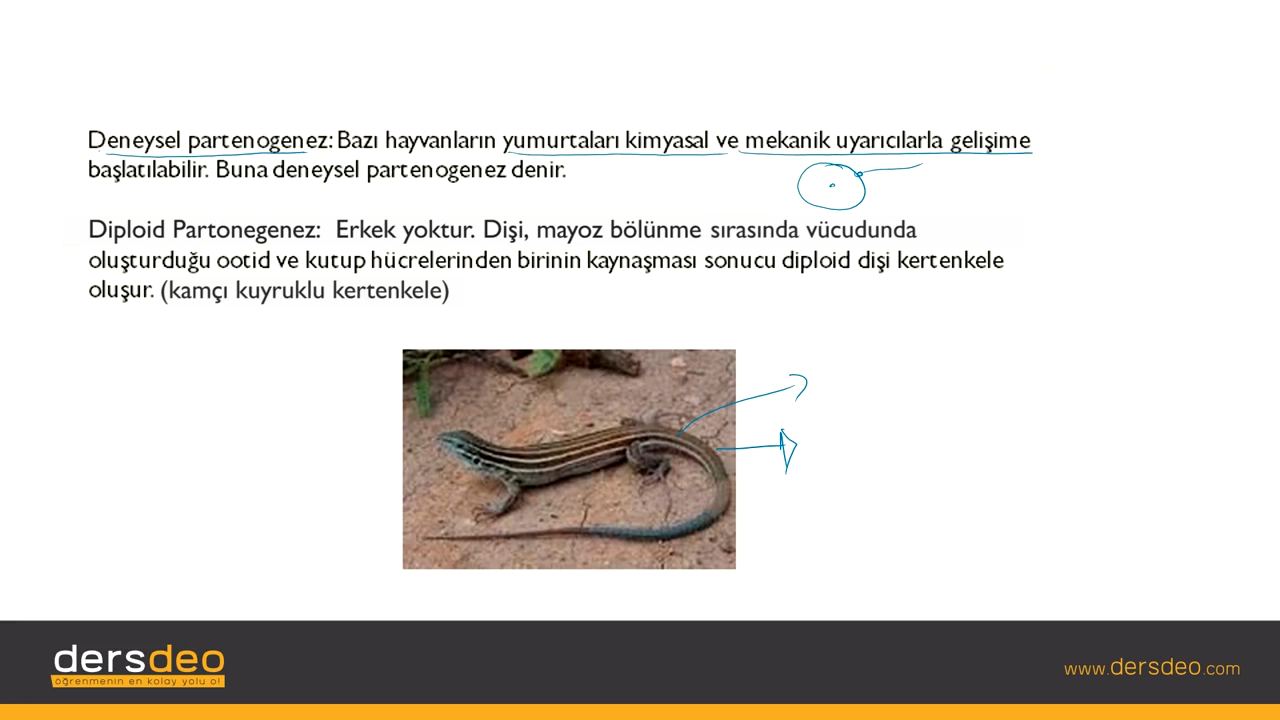 Deneysel partenogenez: Bazı hayvanların yumurtaları kimyasal ve mekanik uyarıcılarla gelişime
başlatılabilir. Buna deneysel partenogenez denir.
Diploid Partonegenez: Erkek yoktur. Dişi, mayoz bölünme sırasında vücudunda
oluşturduğu ootid ve kutup hücrelerinden birinin kaynaşması sonucu diploid dişi kertenkele
oluşur. (kamçı kuyruklu kertenkele)
dersdeo
öğrenmenin en kolay yolu o!
www.dersdeo.com